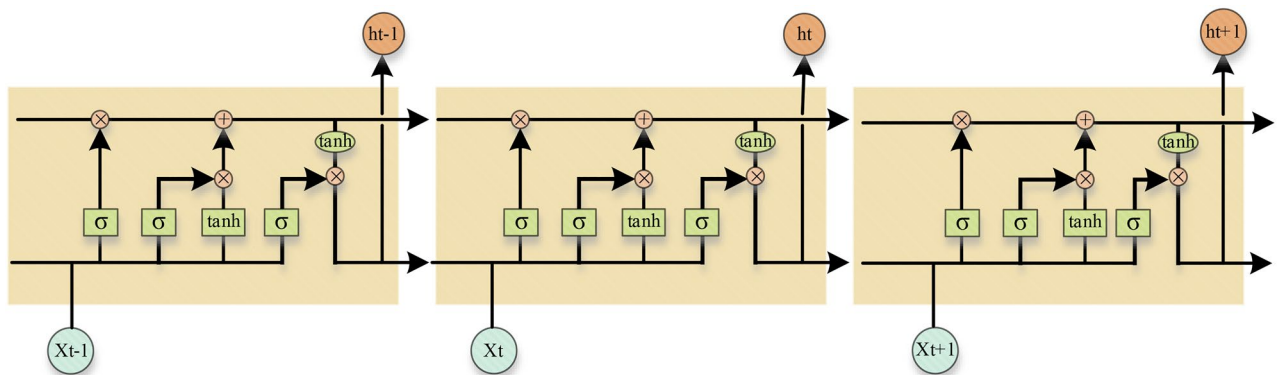 ht-1
ht
ht+1
× + × +  × +
tanh tanh tanh
× × × × × ×
σ σ tanh σ σ σ tanh σ σ σ tanh σ
Xt-1
Xt
Xt+1